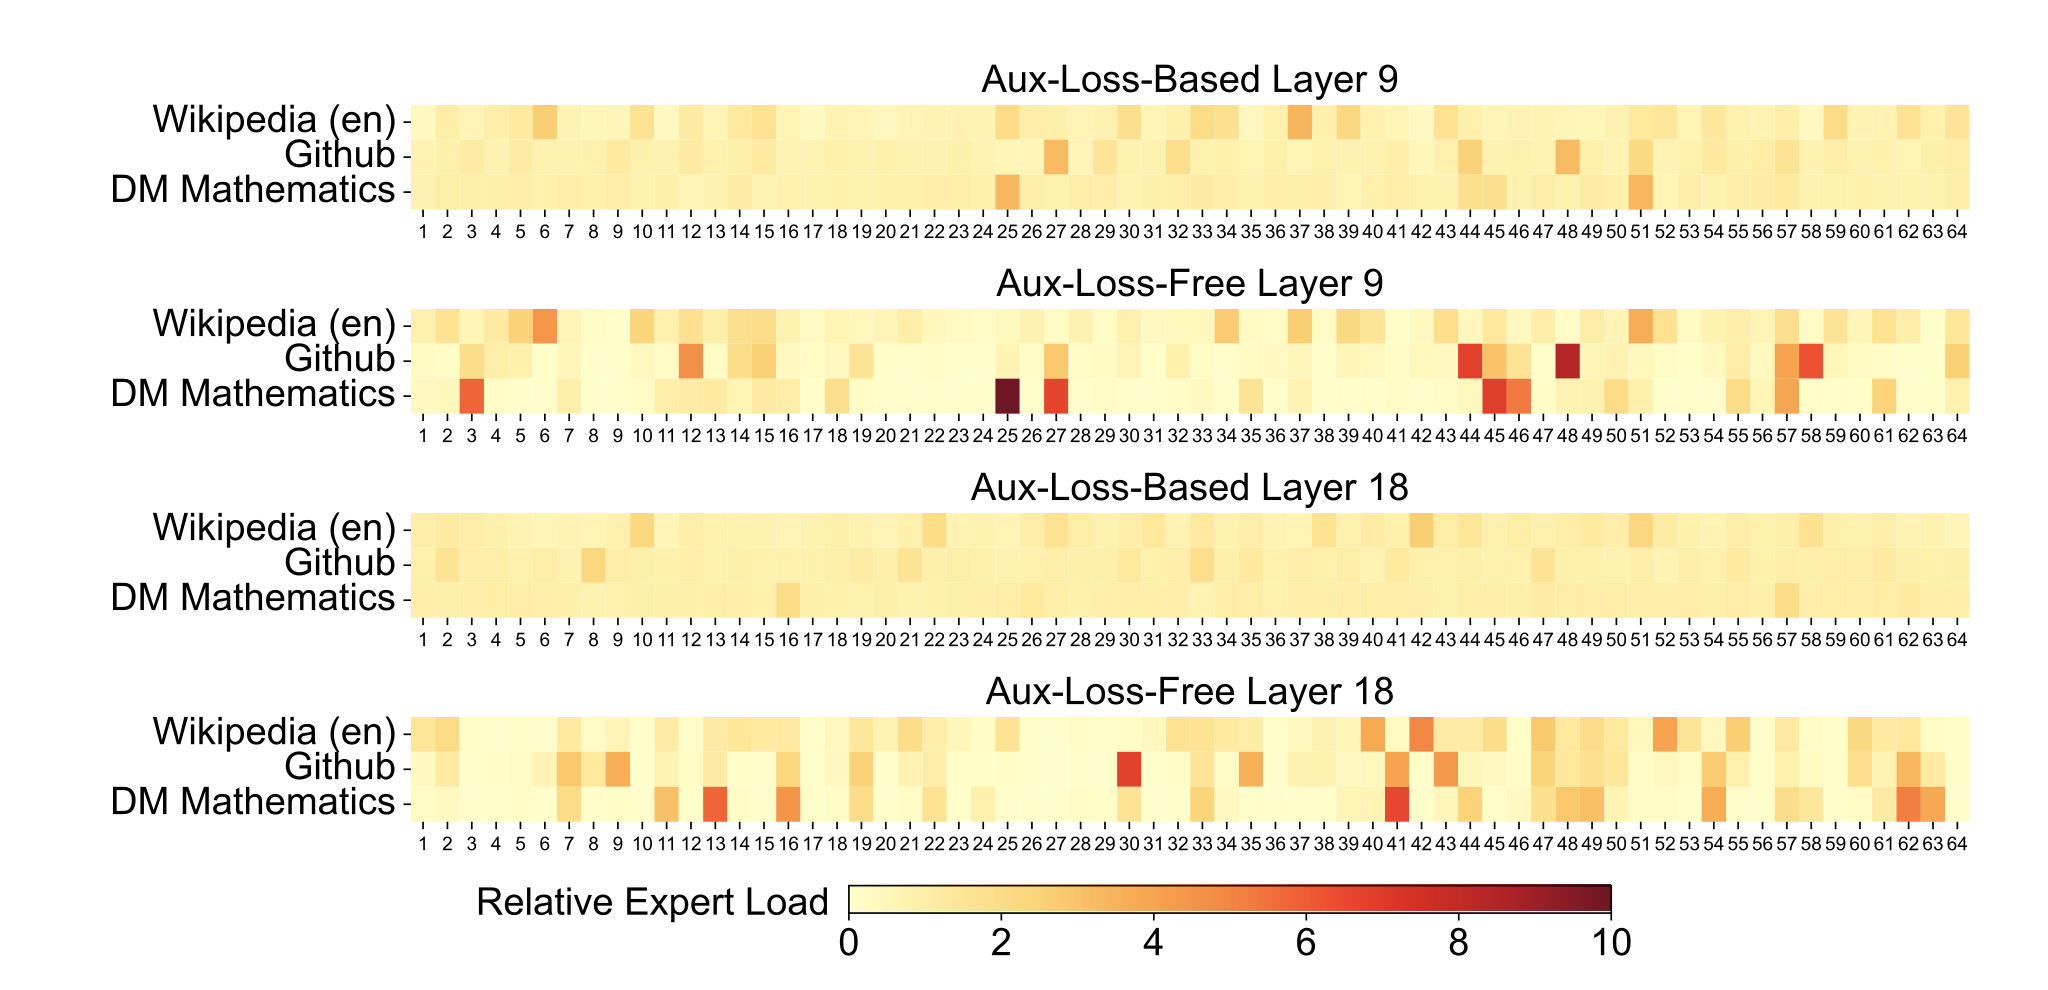 Aux-Loss-Based Layer 9
Wikipedia (en)
Github
DM Mathematics
1 2 3 4 5 6 7 8 9 10 11 12 13 14 15 16 17 18 19 20 21 22 23 24 25 26 27 28 29 30 31 32 33 34 35 36 37 38 39 40 41 42 43 44 45 46 47 48 49 50 51 52 53 54 55 56 57 58 59 60 61 62 63 64
Aux-Loss-Free Layer 9
Wikipedia (en)
Github
DM Mathematics
1 2 3 4 5 6 7 8 9 10 11 12 13 14 15 16 17 18 19 20 21 22 23 24 25 26 27 28 29 30 31 32 33 34 35 36 37 38 39 40 41 42 43 44 45 46 47 48 49 50 51 52 53 54 55 56 57 58 59 60 61 62 63 64
Aux-Loss-Based Layer 18
Wikipedia (en)
Github
DM Mathematics
1 2 3 4 5 6 7 8 9 10 11 12 13 14 15 16 17 18 19 20 21 22 23 24 25 26 27 28 29 30 31 32 33 34 35 36 37 38 39 40 41 42 43 44 45 46 47 48 49 50 51 52 53 54 55 56 57 58 59 60 61 62 63 64
Aux-Loss-Free Layer 18
Wikipedia (en)
Github
DM Mathematics
1 2 3 4 5 6 7 8 9 10 11 12 13 14 15 16 17 18 19 20 21 22 23 24 25 26 27 28 29 30 31 32 33 34 35 36 37 38 39 40 41 42 43 44 45 46 47 48 49 50 51 52 53 54 55 56 57 58 59 60 61 62 63 64
Relative Expert Load
0 2 4 6 8 10